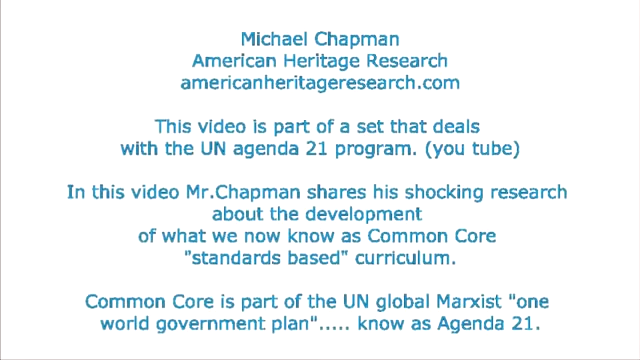 Michael Chapman
American Heritage Research
americanheritageresearch.com
This video is part of a set that deals
with the UN agenda 21 program. (you tube)
In this video Mr.Chapman shares his shocking research
about the development
of what we now know as Common Core
"standards based" curriculum.
Common Core is part of the UN global Marxist "one
world government plan"..... know as Agenda 21.